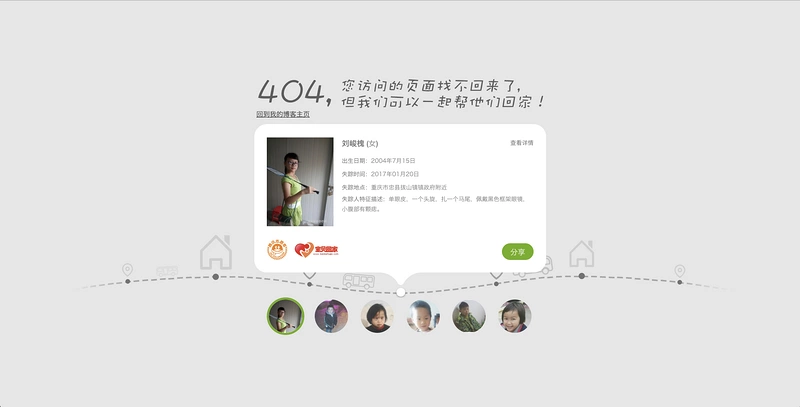 404,
您访问的页面找不回来了,
但我们可以一起帮他们回家!
回到我的博客主页
刘峻槐 (女)
查看详情
出生日期：2004年7月15日
失踪时间：2017年01月20日
失踪地点：重庆市忠县拔山镇镇政府附近
失踪人特征描述：单眼皮，一个头旋，扎一个马尾，佩戴黑色框架眼镜，
小腹部有颗痣。
宝贝回家
分享